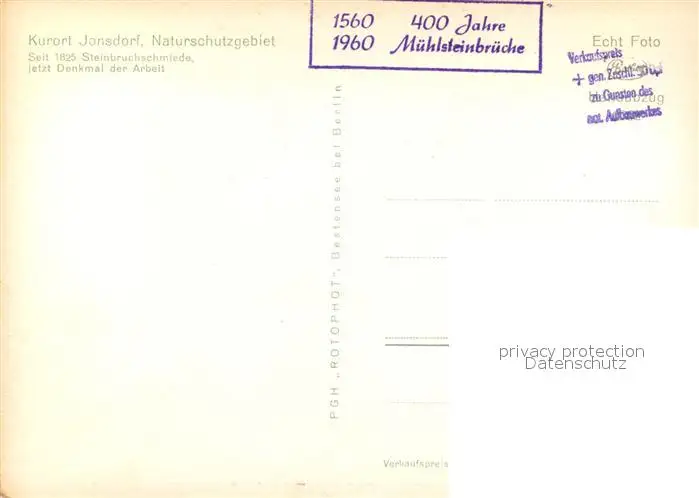 Kurort Jonsdorf, Naturschutzgebiet
Seit 1825 Steinbruchschmiede,
jetzt Denkmal der Arbeit
1560 400 Jahre
1960 Mühlsteinbrüche
Echt Foto
Verkaufspreis
+ gen. Zuschl.
zu Gunsten des
nat. Aufbauwerkes
PGH „ROTOPHOT", Bestensee bei Berlin
privacy protection
Datenschutz
Verkaufspreis